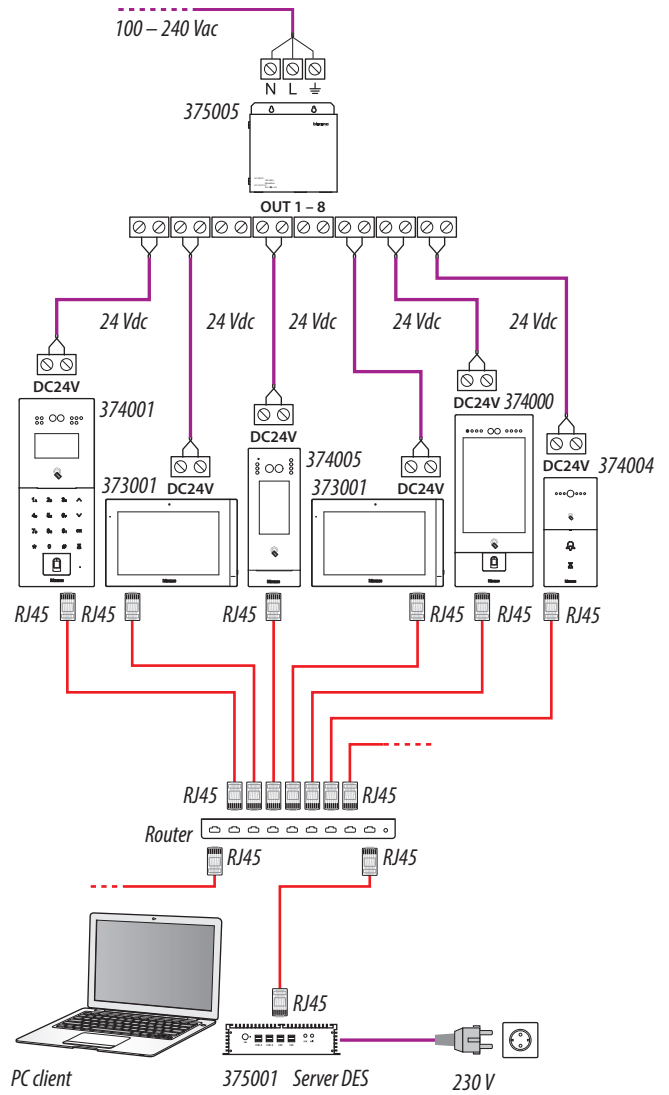 100 – 240 Vac
N L
375005
OUT 1 – 8
24 Vdc 24 Vdc 24 Vdc 24 Vdc 24 Vdc
DC24V
374001
DC24V 374000
DC24V
374005
DC24V 374004
373001 DC24V
373001 DC24V
RJ45 RJ45 RJ45 RJ45 RJ45 RJ45
RJ45 RJ45
Router
RJ45 RJ45
RJ45
PC client 375001 Server DES 230 V